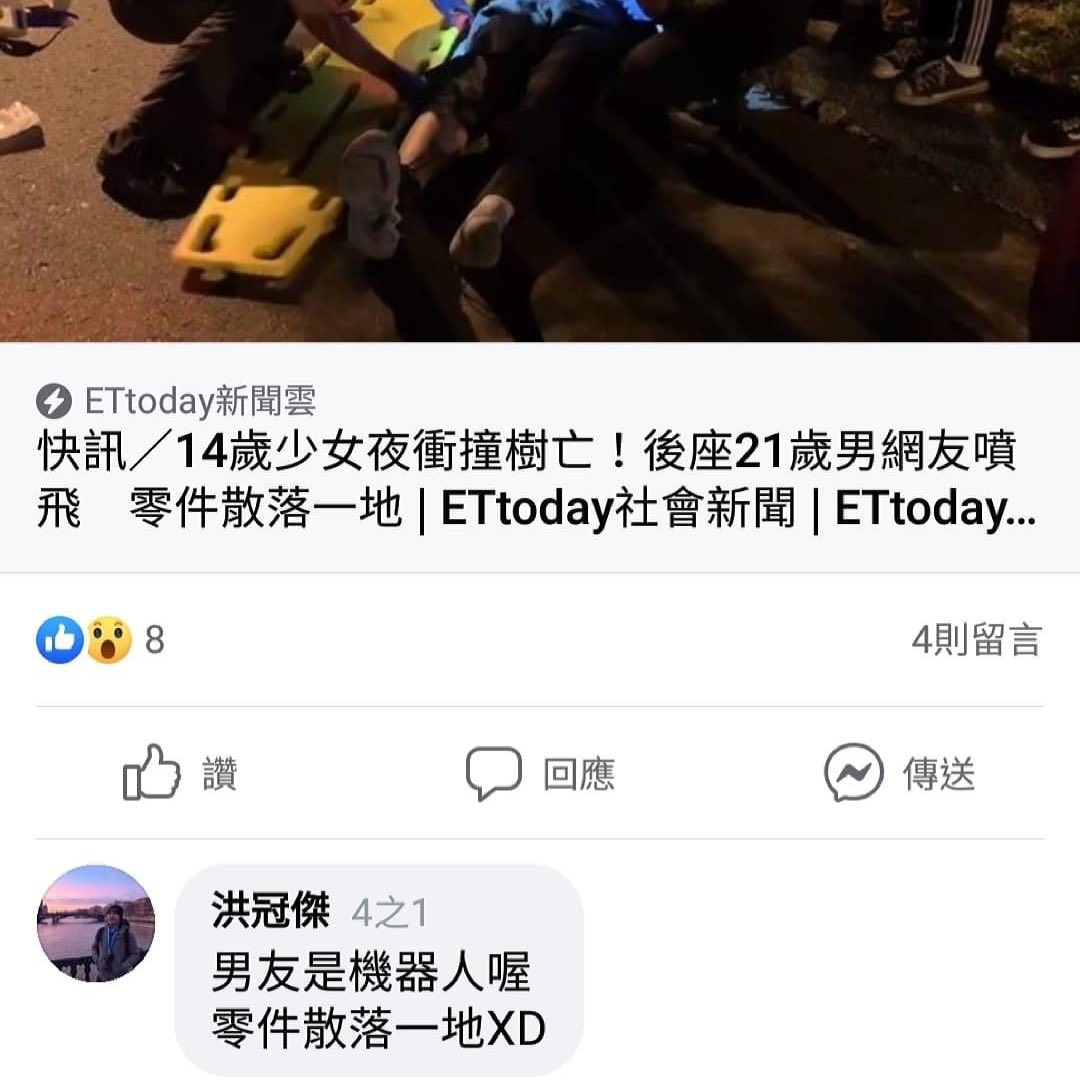 ETtoday新聞雲
快訊／14歲少女夜衝撞樹亡！後座21歲男網友噴
飛　零件散落一地 | ETtoday社會新聞 | ETtoday...
8
4則留言
讚
回應
傳送
洪冠傑 4之1
男友是機器人喔
零件散落一地XD